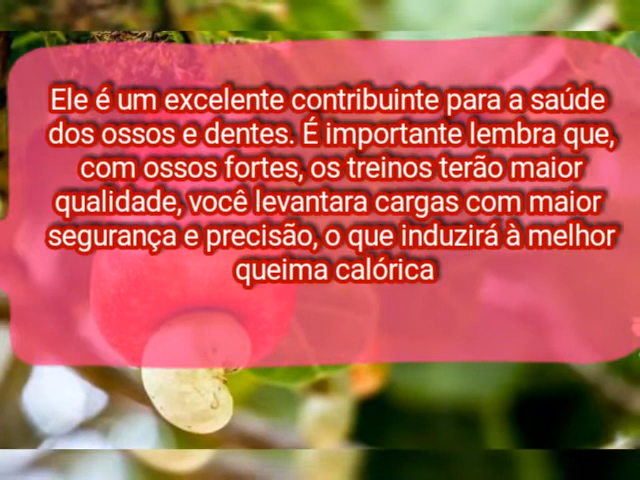 Ele é um excelente contribuinte para a saúde
dos ossos e dentes. É importante lembra que,
com ossos fortes, os treinos terão maior
qualidade, você levantara cargas com maior
segurança e precisão, o que induzirá à melhor
queima calórica